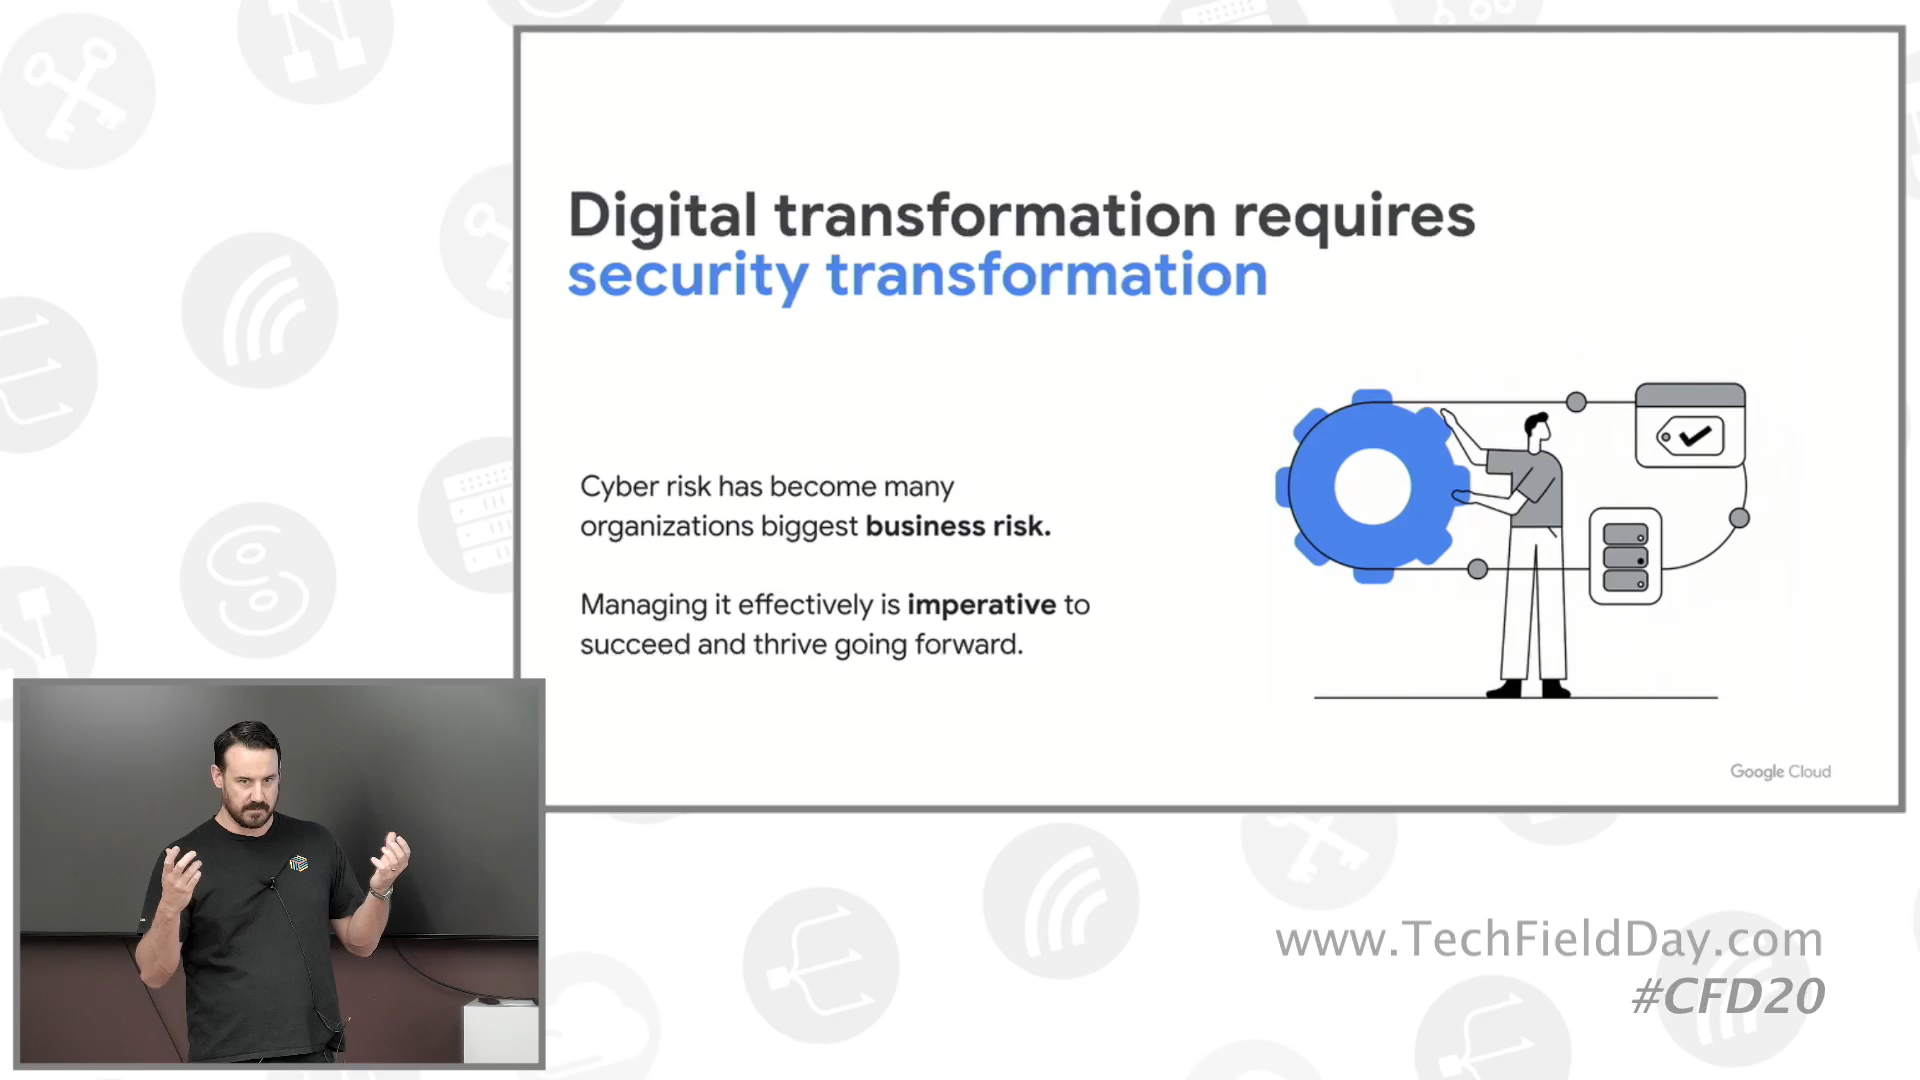 Digital transformation requires
security transformation
Cyber risk has become many
organizations biggest business risk.
Managing it effectively is imperative to
succeed and thrive going forward.
Google Cloud
www.TechFieldDay.com
#CFD20